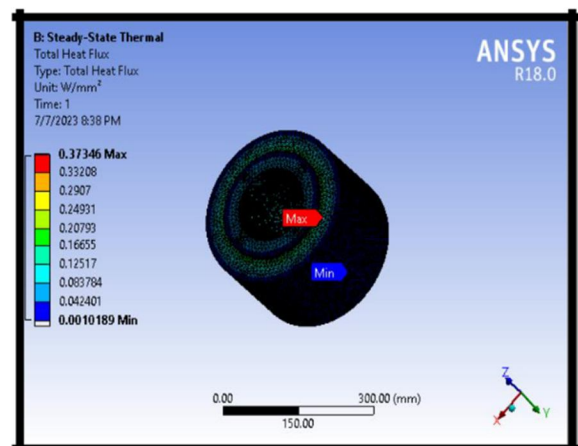 B: Steady-State Thermal
Total Heat Flux
Type: Total Heat Flux
Unit: W/mm²
Time: 1
7/7/2023 8:38 PM
ANSYS
R18.0
0.37346 Max
0.33208
0.2907
0.24931
0.20793
0.16655
0.12517
0.083784
0.042401
0.0010189 Min
Max
Min
0.00
300.00 (mm)
150.00
Z
Y
X